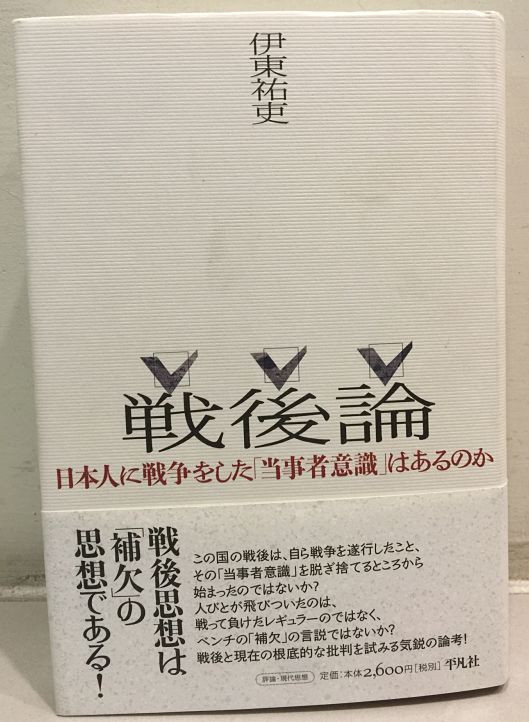 伊東祐吏
戦後論
日本人に戦争をした「当事者意識」はあるのか
戦後思想は
「補欠」の
思想である！
この国の戦後は、自ら戦争を遂行したこと、
その「当事者意識」を脱ぎ捨てるところから
始まったのではないか?
人びとが飛びついたのは、
戦って負けたレギュラーのではなく、
ベンチの「補欠」の言説ではないか?
戦後と現在の根底的な批判を試みる気鋭の論考!
評論・現代思想
定価：本体2,600円［税別］ 平凡社